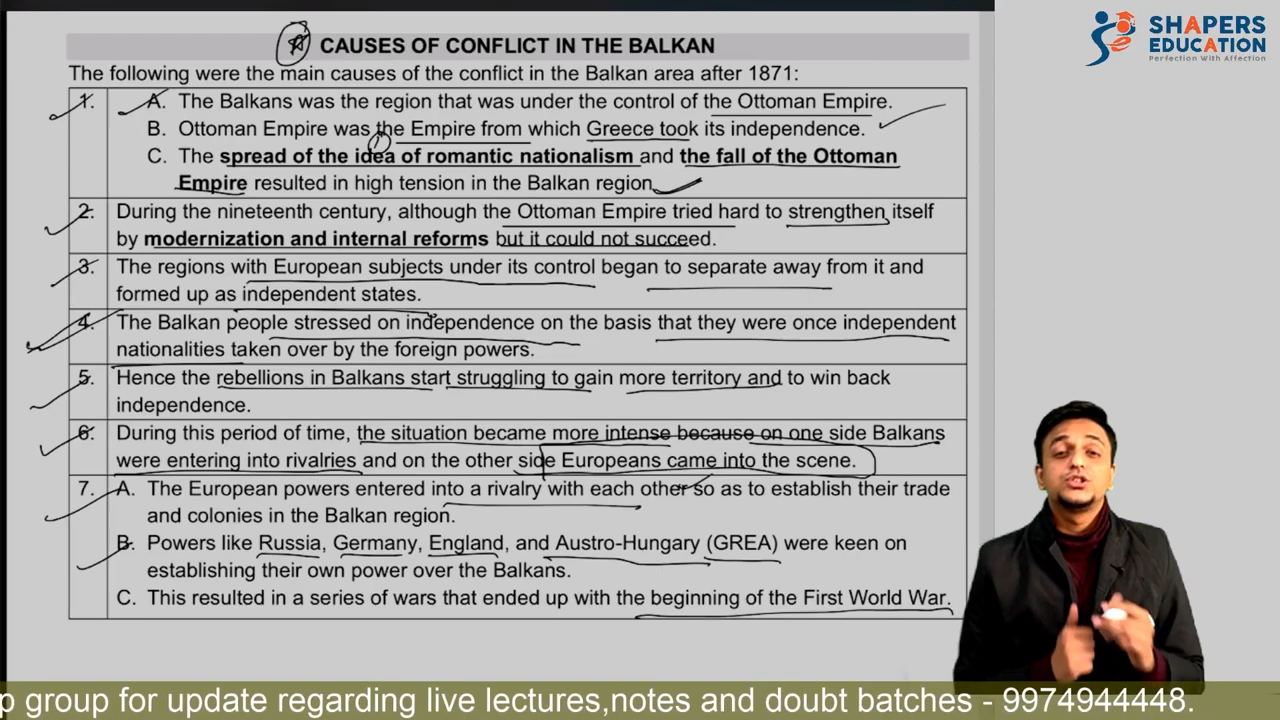 SHAPERS
EDUCATION
Perfection With Affection
CAUSES OF CONFLICT IN THE BALKAN
The following were the main causes of the conflict in the Balkan area after 1871:
1. A. The Balkans was the region that was under the control of the Ottoman Empire.
B. Ottoman Empire was the Empire from which Greece took its independence.
C. The spread of the idea of romantic nationalism and the fall of the Ottoman
Empire resulted in high tension in the Balkan region.
2. During the nineteenth century, although the Ottoman Empire tried hard to strengthen itself
by modernization and internal reforms but it could not succeed.
3. The regions with European subjects under its control began to separate away from it and
formed up as independent states.
4. The Balkan people stressed on independence on the basis that they were once independent
nationalities taken over by the foreign powers.
5. Hence the rebellions in Balkans start struggling to gain more territory and to win back
independence.
6. During this period of time, the situation became more intense because on one side Balkans
were entering into rivalries and on the other side Europeans came into the scene.
7. A. The European powers entered into a rivalry with each other so as to establish their trade
and colonies in the Balkan region.
B. Powers like Russia, Germany, England, and Austro-Hungary (GREA) were keen on
establishing their own power over the Balkans.
C. This resulted in a series of wars that ended up with the beginning of the First World War.
p group for update regarding live lectures,notes and doubt batches - 9974944448.